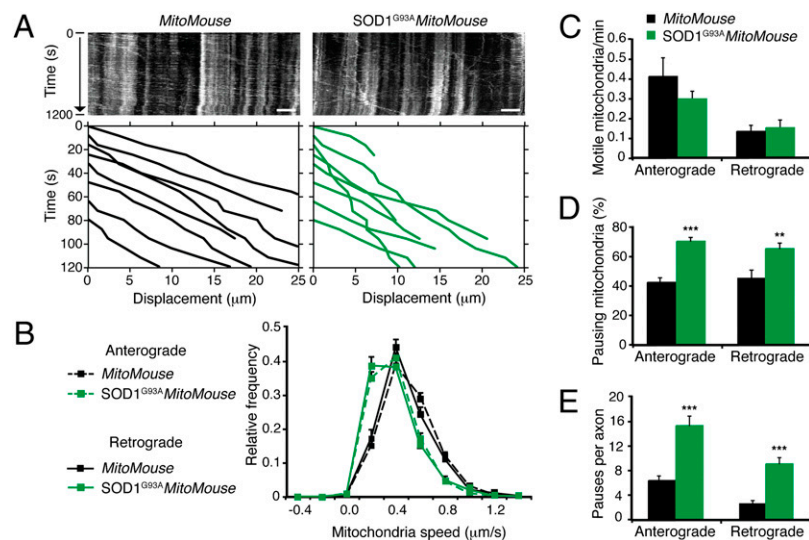 A
MitoMouse
SOD1G93A MitoMouse
Time (s)
0
1200
Time (s)
0
20
40
60
80
100
120
0 5 10 15 20 25
0 5 10 15 20 25
Displacement (μm)
Displacement (μm)
B
Anterograde
MitoMouse
SOD1G93A MitoMouse
Retrograde
MitoMouse
SOD1G93A MitoMouse
Relative frequency
0.5
0.4
0.3
0.2
0.1
0
-0.4 0.0 0.4 0.8 1.2
Mitochondria speed (μm/s)
C
MitoMouse
SOD1G93A MitoMouse
Motile mitochondria/min
0.6
0.5
0.4
0.3
0.2
0.1
0
Anterograde Retrograde
D
Pausing mitochondria (%)
80
60
40
20
0
*** **
Anterograde Retrograde
E
Pauses per axon
16
12
8
4
0
*** ***
Anterograde Retrograde